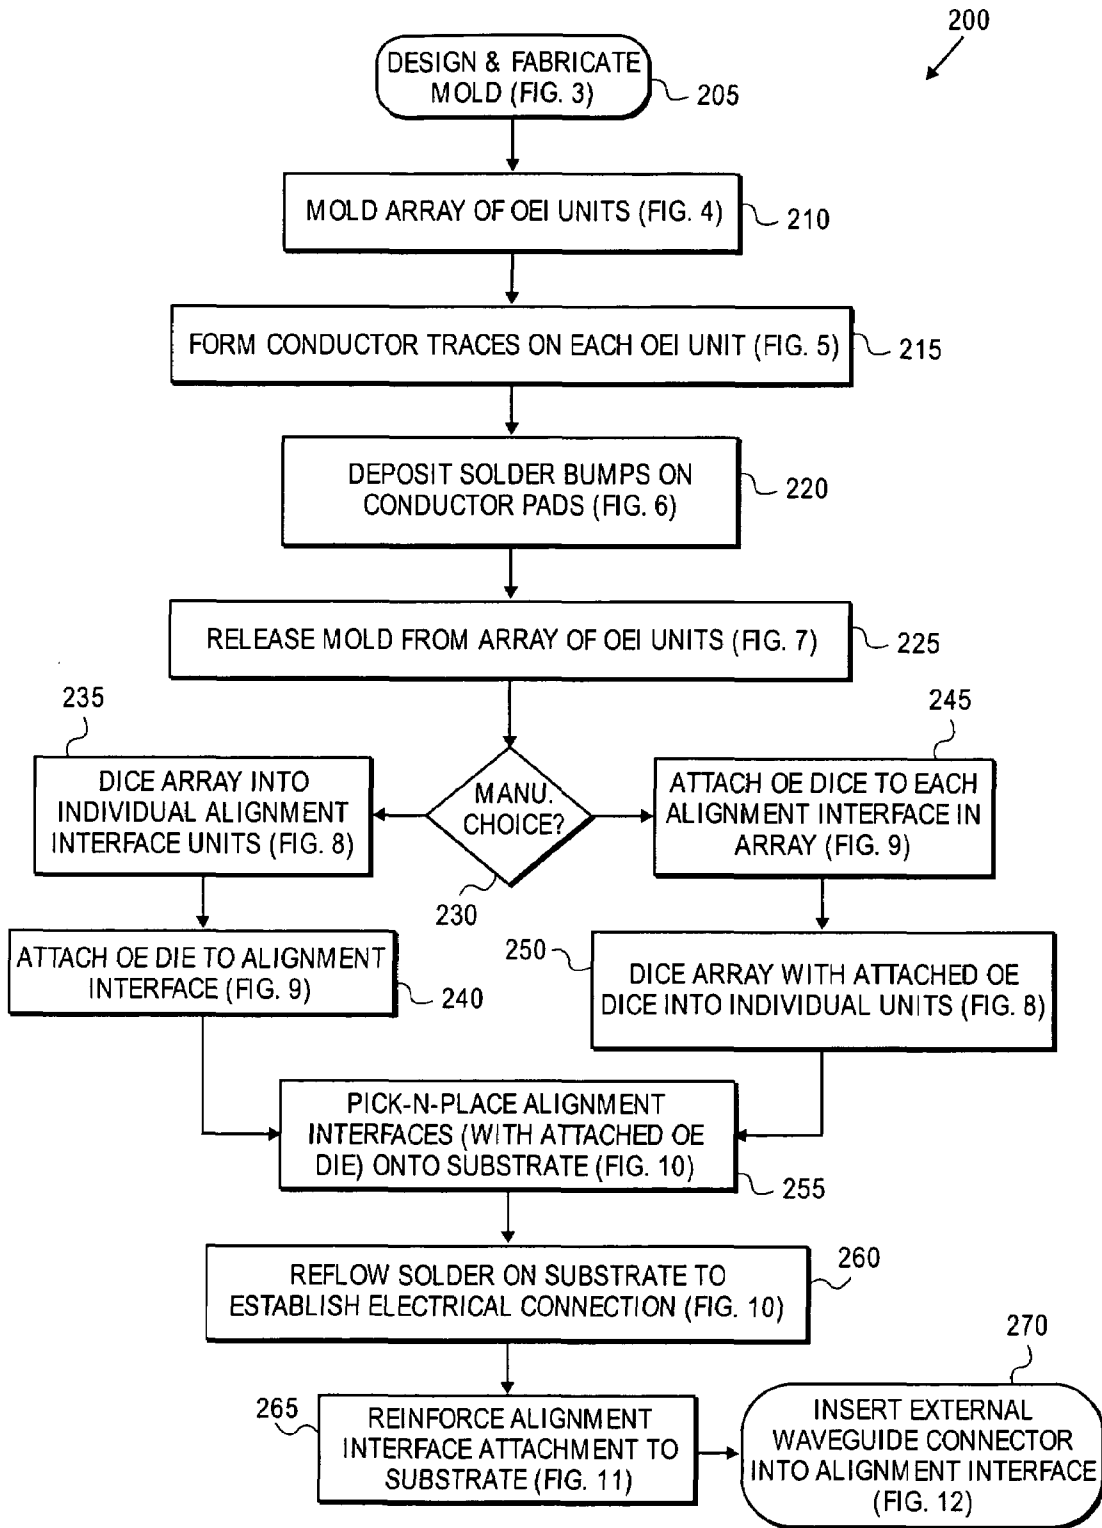 200
DESIGN & FABRICATE
MOLD (FIG. 3)
205
MOLD ARRAY OF OEI UNITS (FIG. 4)
210
FORM CONDUCTOR TRACES ON EACH OEI UNIT (FIG. 5)
215
DEPOSIT SOLDER BUMPS ON
CONDUCTOR PADS (FIG. 6)
220
RELEASE MOLD FROM ARRAY OF OEI UNITS (FIG. 7)
225
235
DICE ARRAY INTO
INDIVIDUAL ALIGNMENT
INTERFACE UNITS (FIG. 8)
MANU.
CHOICE?
230
245
ATTACH OE DICE TO EACH
ALIGNMENT INTERFACE IN
ARRAY (FIG. 9)
ATTACH OE DIE TO ALIGNMENT
INTERFACE (FIG. 9)
240
250
DICE ARRAY WITH ATTACHED OE
DICE INTO INDIVIDUAL UNITS (FIG. 8)
PICK-N-PLACE ALIGNMENT
INTERFACES (WITH ATTACHED OE
DIE) ONTO SUBSTRATE (FIG. 10)
255
REFLOW SOLDER ON SUBSTRATE TO
ESTABLISH ELECTRICAL CONNECTION (FIG. 10)
260
265
REINFORCE ALIGNMENT
INTERFACE ATTACHMENT TO
SUBSTRATE (FIG. 11)
270
INSERT EXTERNAL
WAVEGUIDE CONNECTOR
INTO ALIGNMENT INTERFACE
(FIG. 12)